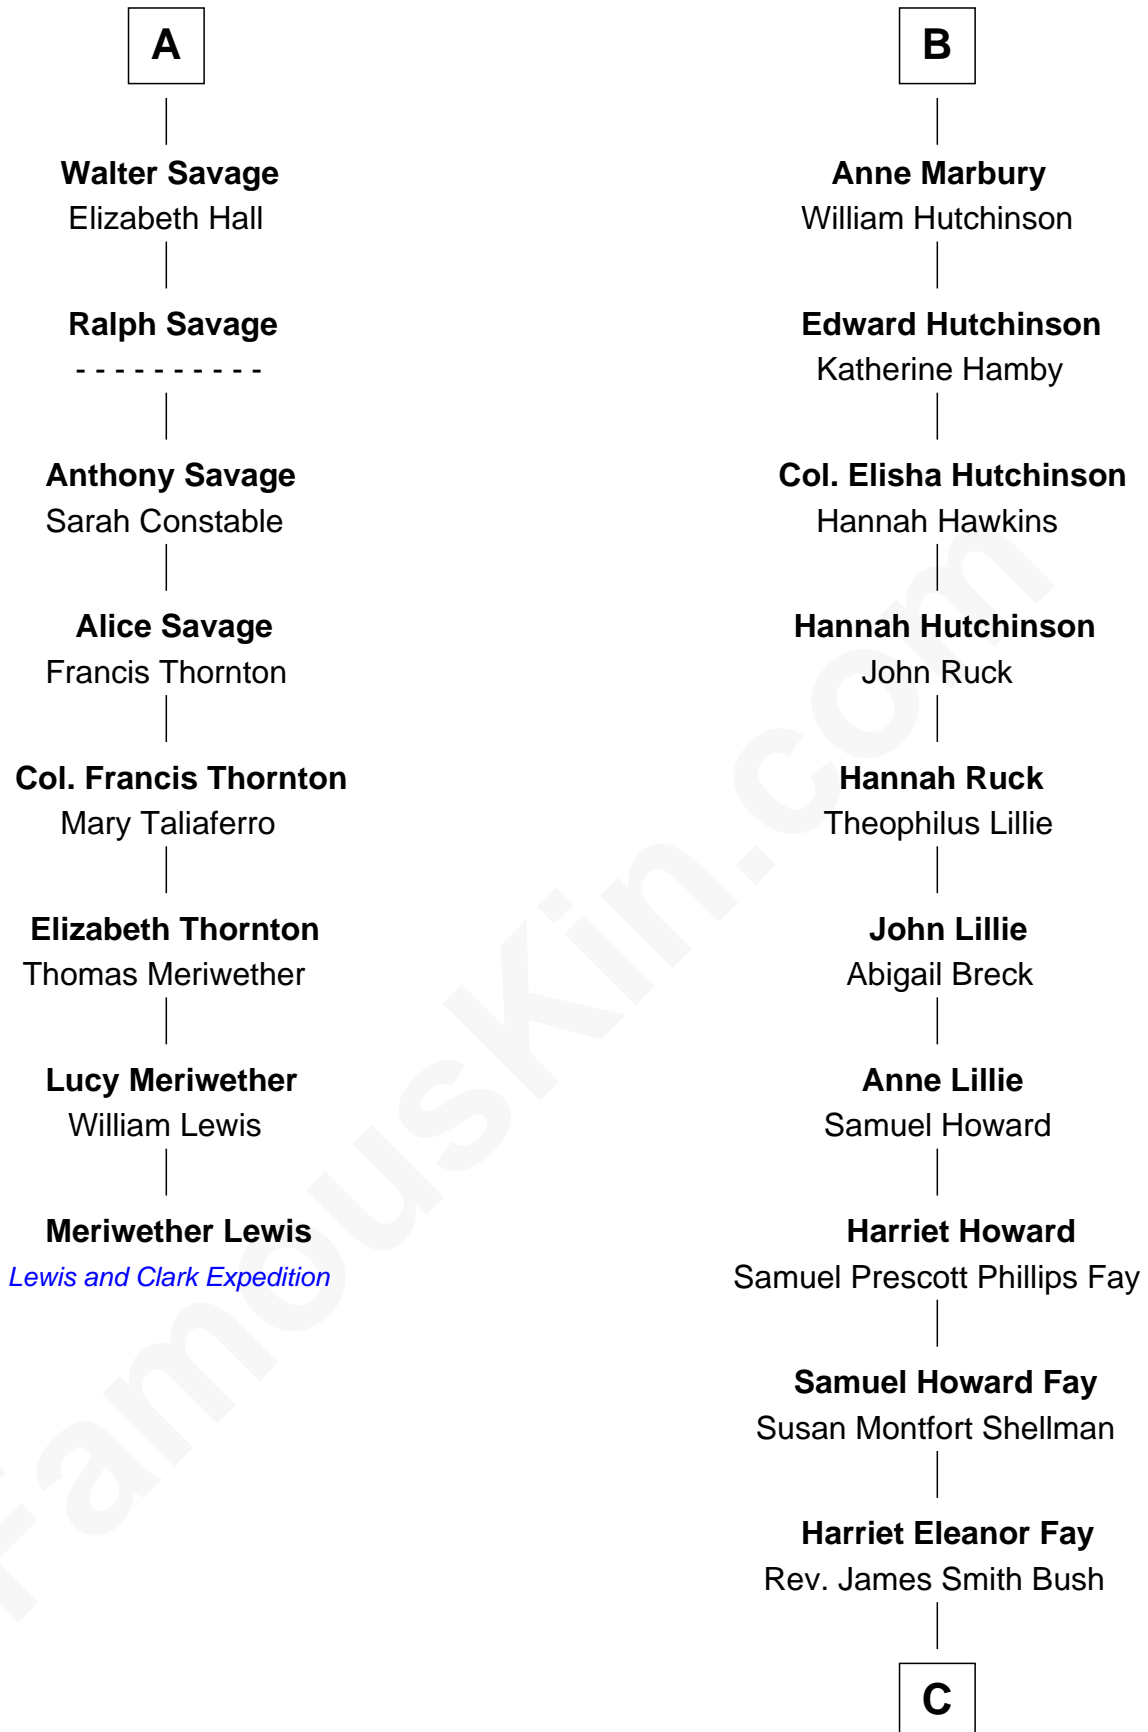 A
Walter Savage
Elizabeth Hall
Ralph Savage
- - - - - - - - - -
Anthony Savage
Sarah Constable
Alice Savage
Francis Thornton
Col. Francis Thornton
Mary Taliaferro
Elizabeth Thornton
Thomas Meriwether
Lucy Meriwether
William Lewis
Meriwether Lewis
Lewis and Clark Expedition
B
Anne Marbury
William Hutchinson
Edward Hutchinson
Katherine Hamby
Col. Elisha Hutchinson
Hannah Hawkins
Hannah Hutchinson
John Ruck
Hannah Ruck
Theophilus Lillie
John Lillie
Abigail Breck
Anne Lillie
Samuel Howard
Harriet Howard
Samuel Prescott Phillips Fay
Samuel Howard Fay
Susan Montfort Shellman
Harriet Eleanor Fay
Rev. James Smith Bush
C
FamousKin.com